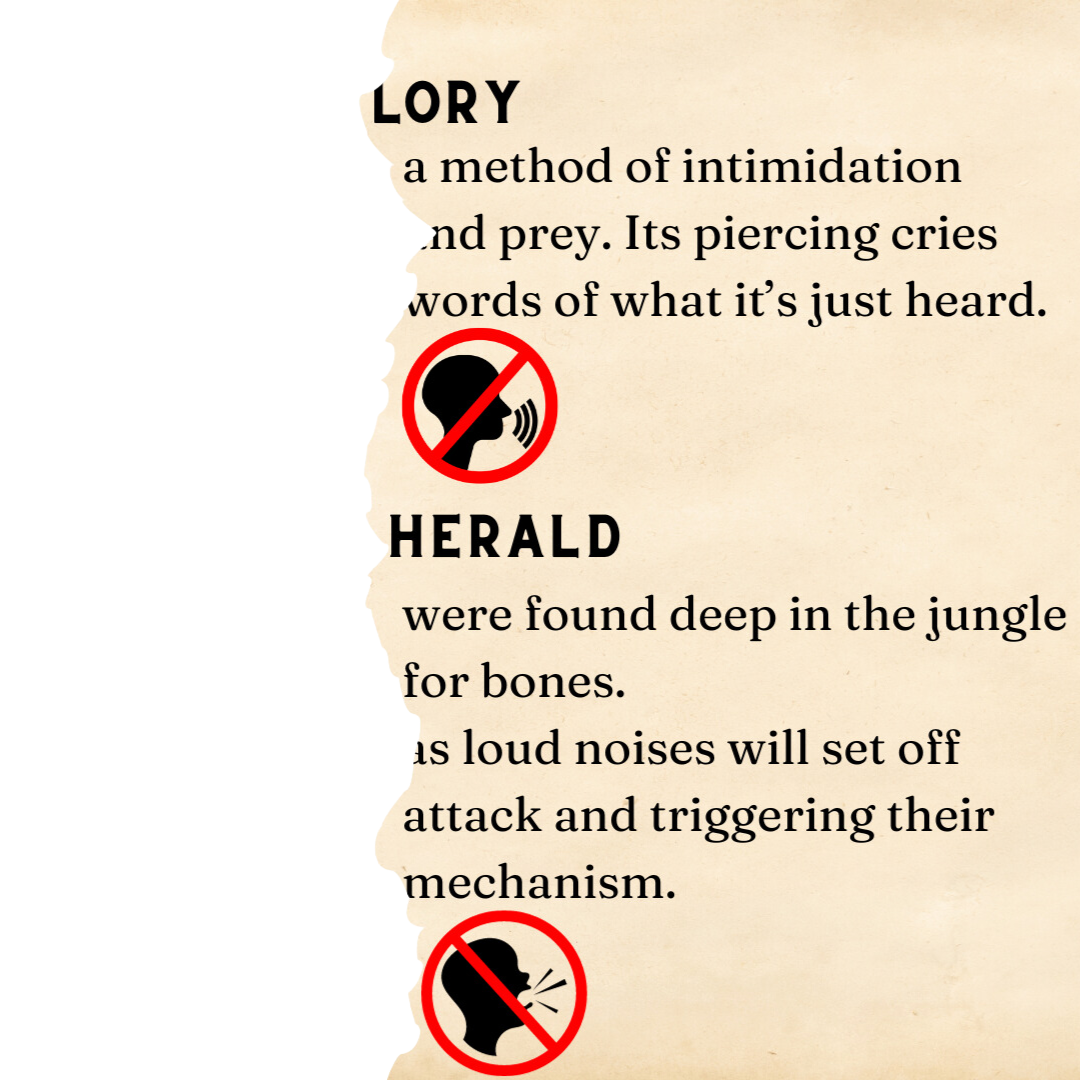 LORY
a method of intimidation
and prey. Its piercing cries
words of what it’s just heard.
HERALD
were found deep in the jungle
for bones.
as loud noises will set off
attack and triggering their
mechanism.